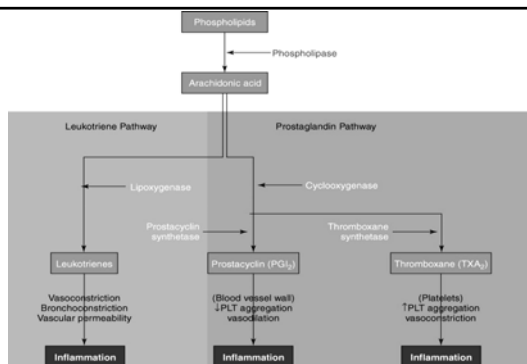 Phospholipids
Phospholipase
Arachidonic acid
Leukotriene Pathway
Prostaglandin Pathway
Lipoxygenase
Cyclooxygenase
Prostacyclin
synthetase
Thromboxane
synthetase
Leukotrienes
Prostacyclin (PGI₂)
Thromboxane (TXA₂)
Vasoconstriction
Bronchoconstriction
Vascular permeability
(Blood vessel wall)
↓PLT aggregation
vasodilation
(Platelets)
↑PLT aggregation
vasoconstriction
Inflammation
Inflammation
Inflammation